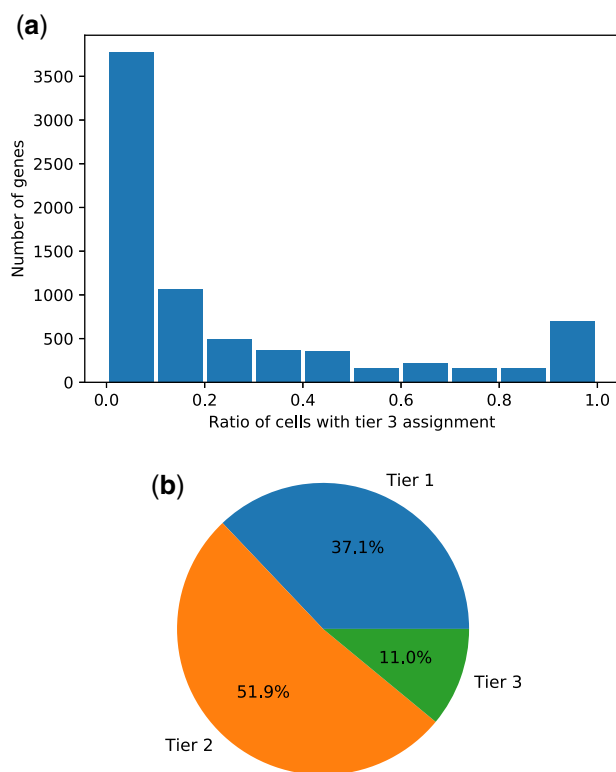 (a)
3500
3000
2500
2000
1500
1000
500
0
Number of genes
0.0 0.2 0.4 0.6 0.8 1.0
Ratio of cells with tier 3 assignment
(b)
Tier 1
37.1%
11.0%
Tier 3
51.9%
Tier 2